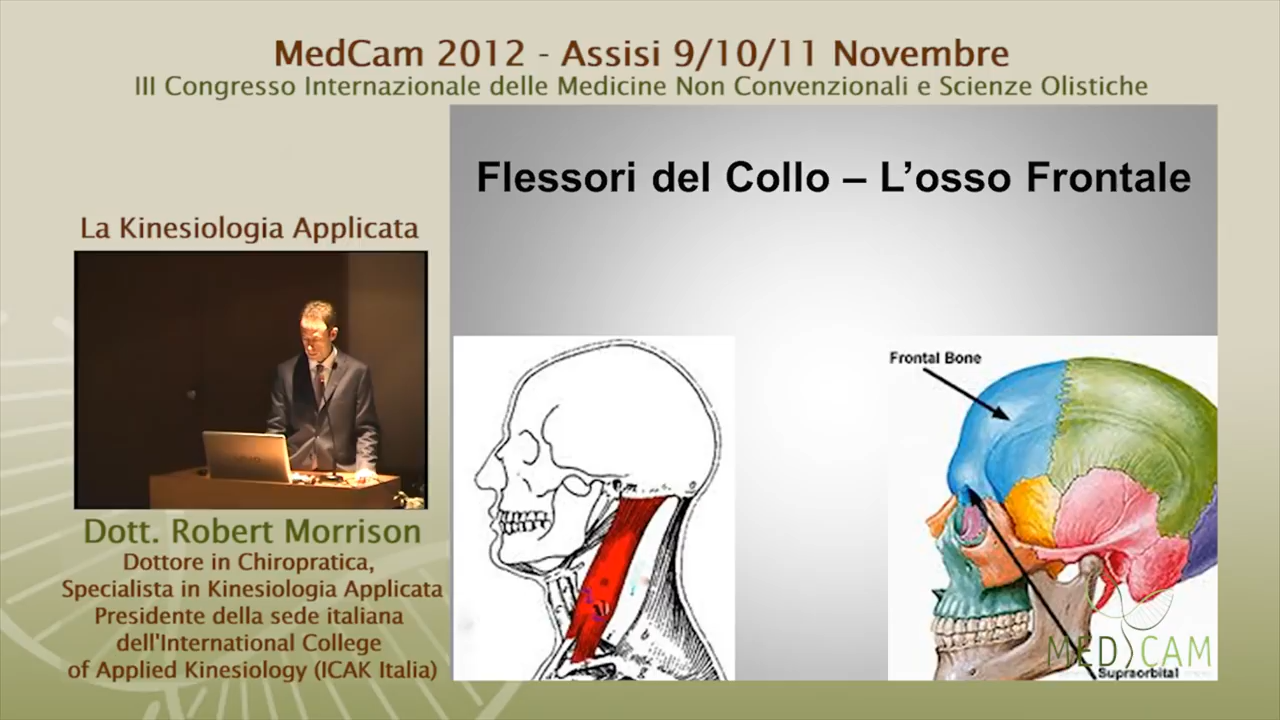 MedCam 2012 - Assisi 9/10/11 Novembre
III Congresso Internazionale delle Medicine Non Convenzionali e Scienze Olistiche
Flessori del Collo – L'osso Frontale
La Kinesiologia Applicata
Frontal Bone
Dott. Robert Morrison
Dottore in Chiropratica,
Specialista in Kinesiologia Applicata
Presidente della sede italiana
dell'International College
of Applied Kinesiology (ICAK Italia)
MEDICAM
Supraorbital